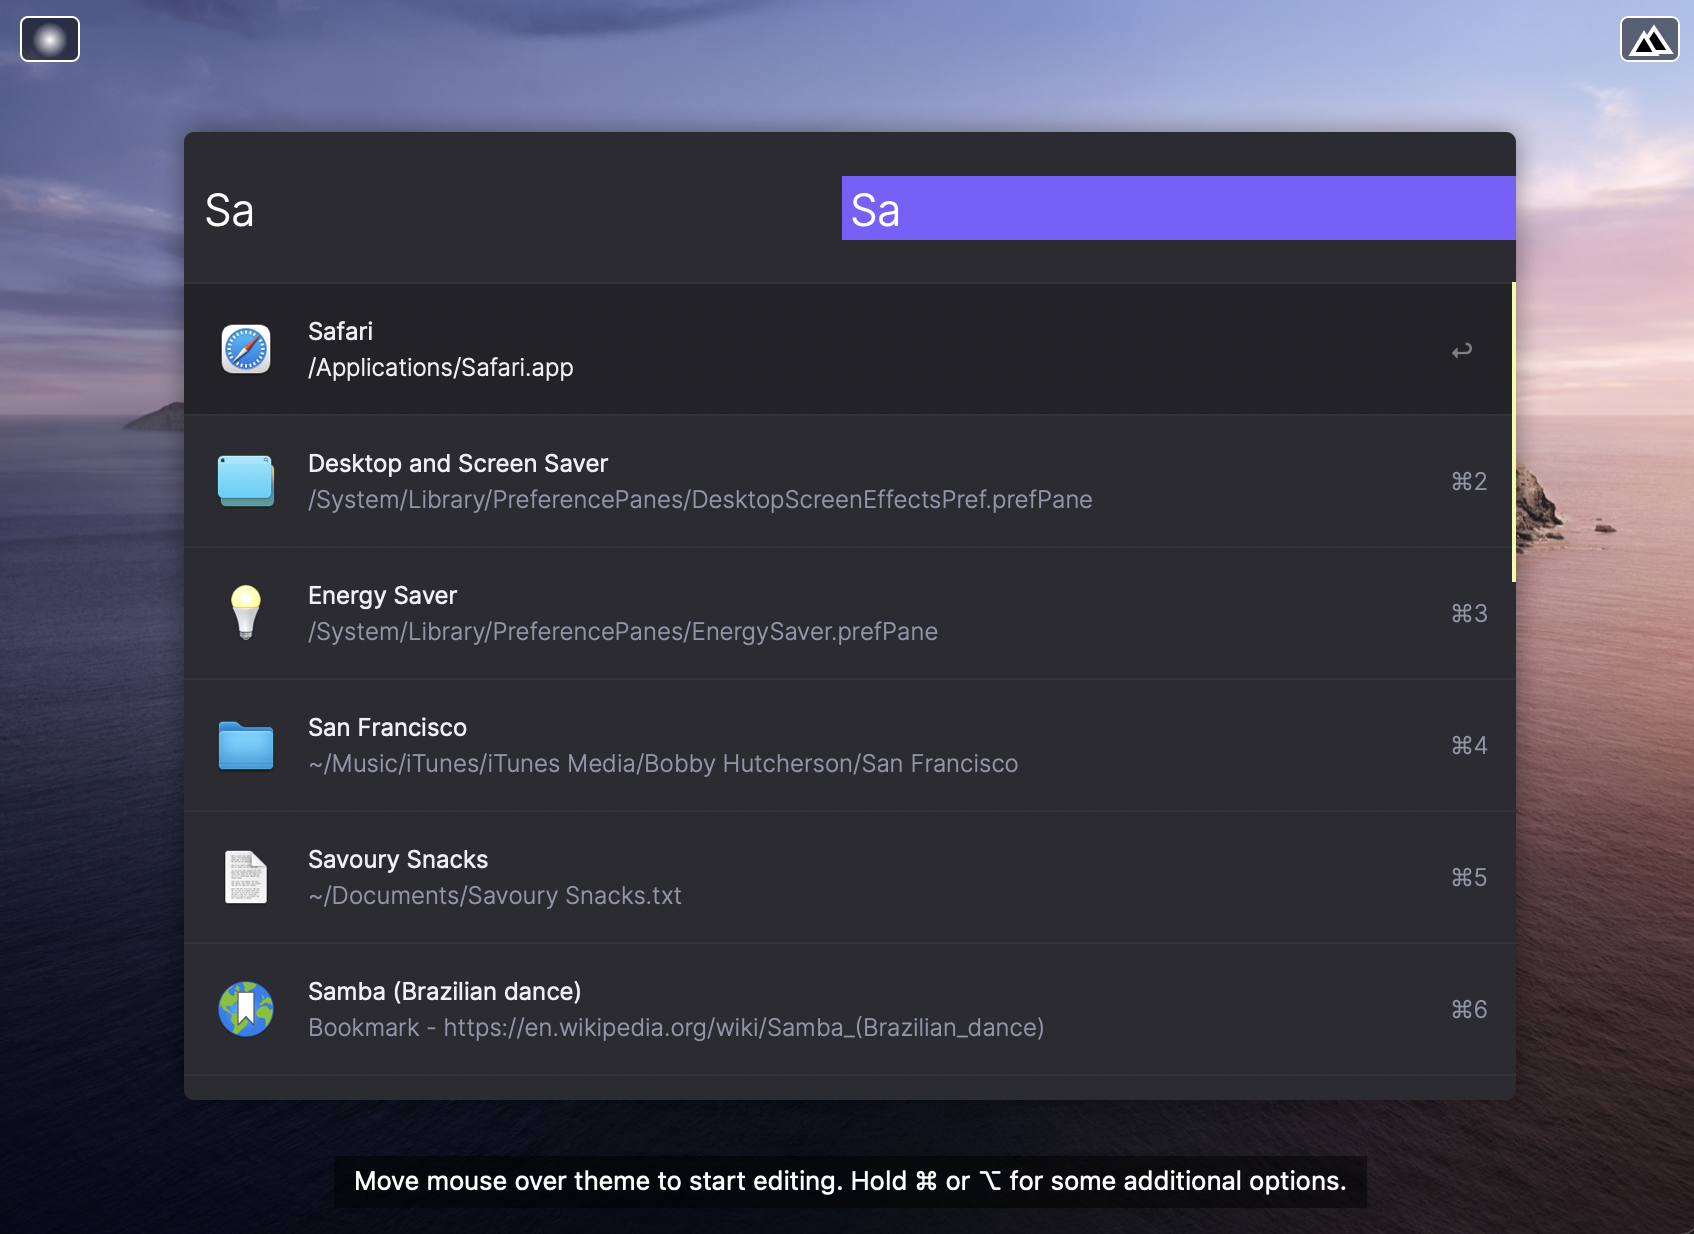 Sa Sa
Safari
/Applications/Safari.app
↩
Desktop and Screen Saver
/System/Library/PreferencePanes/DesktopScreenEffectsPref.prefPane
⌘2
Energy Saver
/System/Library/PreferencePanes/EnergySaver.prefPane
⌘3
San Francisco
~/Music/iTunes/iTunes Media/Bobby Hutcherson/San Francisco
⌘4
Savoury Snacks
~/Documents/Savoury Snacks.txt
⌘5
Samba (Brazilian dance)
Bookmark - https://en.wikipedia.org/wiki/Samba_(Brazilian_dance)
⌘6
Move mouse over theme to start editing. Hold ⌘ or ⌥ for some additional options.